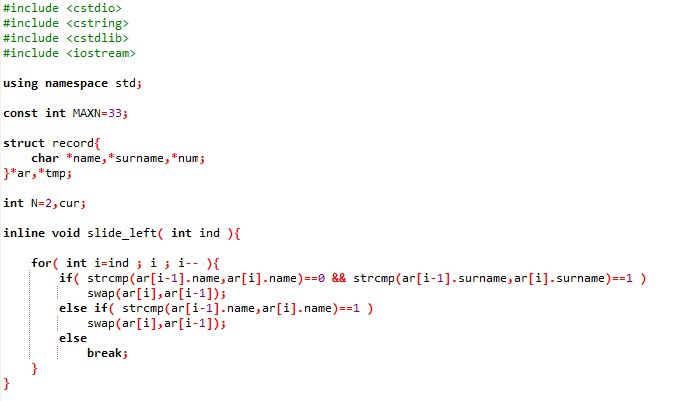 #include <cstdio>
#include <cstring>
#include <cstdlib>
#include <iostream>
using namespace std;
const int MAXN=33;
struct record{
char *name,*surname,*num;
}*ar,*tmp;
int N=2,cur;
inline void slide_left( int ind ){
for( int i=ind ; i ; i-- ){
if( strcmp(ar[i-1].name,ar[i].name)==0 && strcmp(ar[i-1].surname,ar[i].surname)==1 )
swap(ar[i],ar[i-1]);
else if( strcmp(ar[i-1].name,ar[i].name)==1 )
swap(ar[i],ar[i-1]);
else
break;
}
}